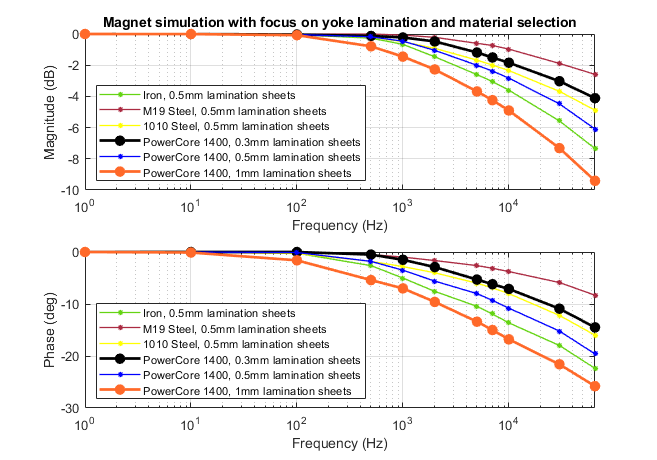 Magnet simulation with focus on yoke lamination and material selection
0
-2
-4
-6
-8
-10
Magnitude (dB)
Iron, 0.5mm lamination sheets
M19 Steel, 0.5mm lamination sheets
1010 Steel, 0.5mm lamination sheets
PowerCore 1400, 0.3mm lamination sheets
PowerCore 1400, 0.5mm lamination sheets
PowerCore 1400, 1mm lamination sheets
10^0 10^1 10^2 10^3 10^4
Frequency (Hz)
0
-10
-20
-30
Phase (deg)
Iron, 0.5mm lamination sheets
M19 Steel, 0.5mm lamination sheets
1010 Steel, 0.5mm lamination sheets
PowerCore 1400, 0.3mm lamination sheets
PowerCore 1400, 0.5mm lamination sheets
PowerCore 1400, 1mm lamination sheets
10^0 10^1 10^2 10^3 10^4
Frequency (Hz)